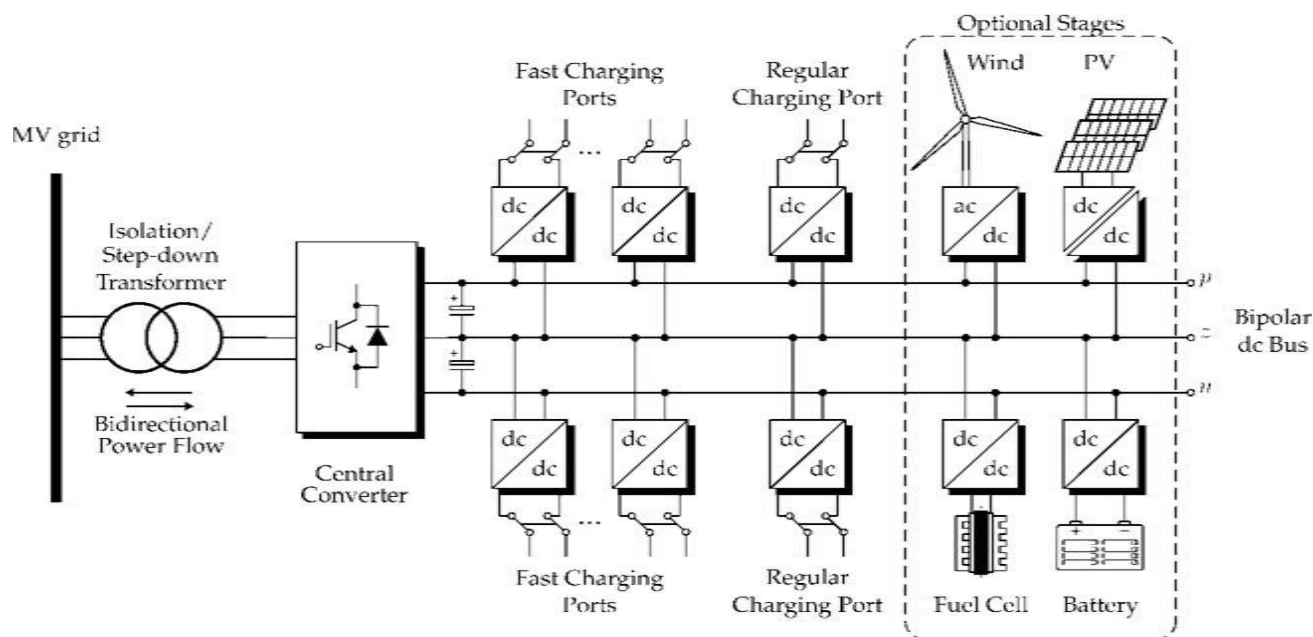 Optional Stages
Wind
PV
Fast Charging
Ports
Regular
Charging Port
MV grid
...
dc
dc
dc
dc
dc
dc
ac
dc
dc
dc
Isolation/
Step-down
Transformer
+
+
p
Bipolar
dc Bus
n
Bidirectional
Power Flow
Central
Converter
dc
dc
dc
dc
dc
dc
dc
dc
dc
dc
...
+ −
Fast Charging
Ports
Regular
Charging Port
Fuel Cell
Battery